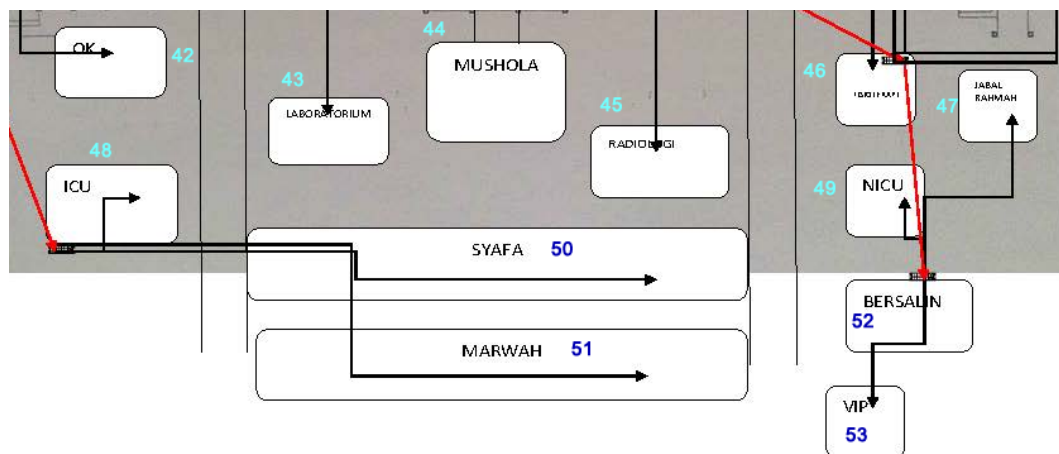 OK
42
43
LABORATORIUM
44
MUSHOLA
45
RADIOLOGI
46
47
JABAL
RAHMAH
48
ICU
49
NICU
SYAFA 50
MARWAH 51
BERSALIN
52
VIP
53